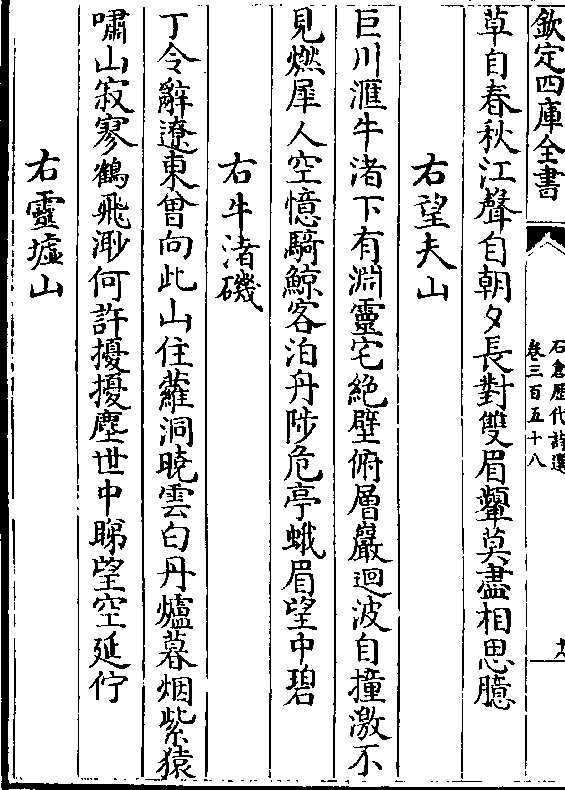 欽定四庫全書
石倉歷代詩選
卷三百五十八
草自春秋江聲自朝夕長對雙眉顰莫盡相思臆
右望夫山
巨川滙牛渚下有淵靈宅絶壁俯層巖迴波自撞激不
見燃犀人空憶騎鯨客泊舟陟危亭蛾眉望中碧
右牛渚磯
丁令辭遼東曾向此山住蘿洞曉雲白丹爐暮烟紫猿
嘯山寂寥鶴飛渺何許擾擾塵世中睇望空延佇
右靈墟山